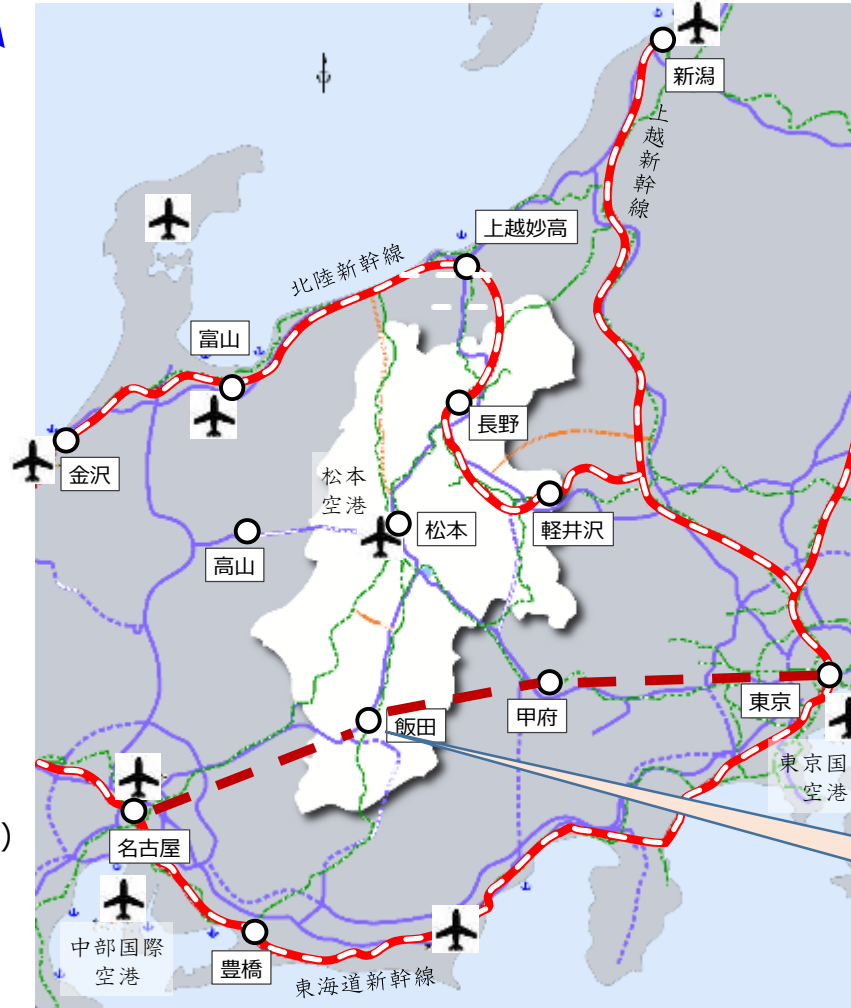 新潟
上越新幹線
上越妙高
北陸新幹線
富山
長野
金沢
松本
空港
松本
軽井沢
高山
東京
甲府
飯田
東京国
空港
)
名古屋
中部国際
空港
豊橋
東海道新幹線